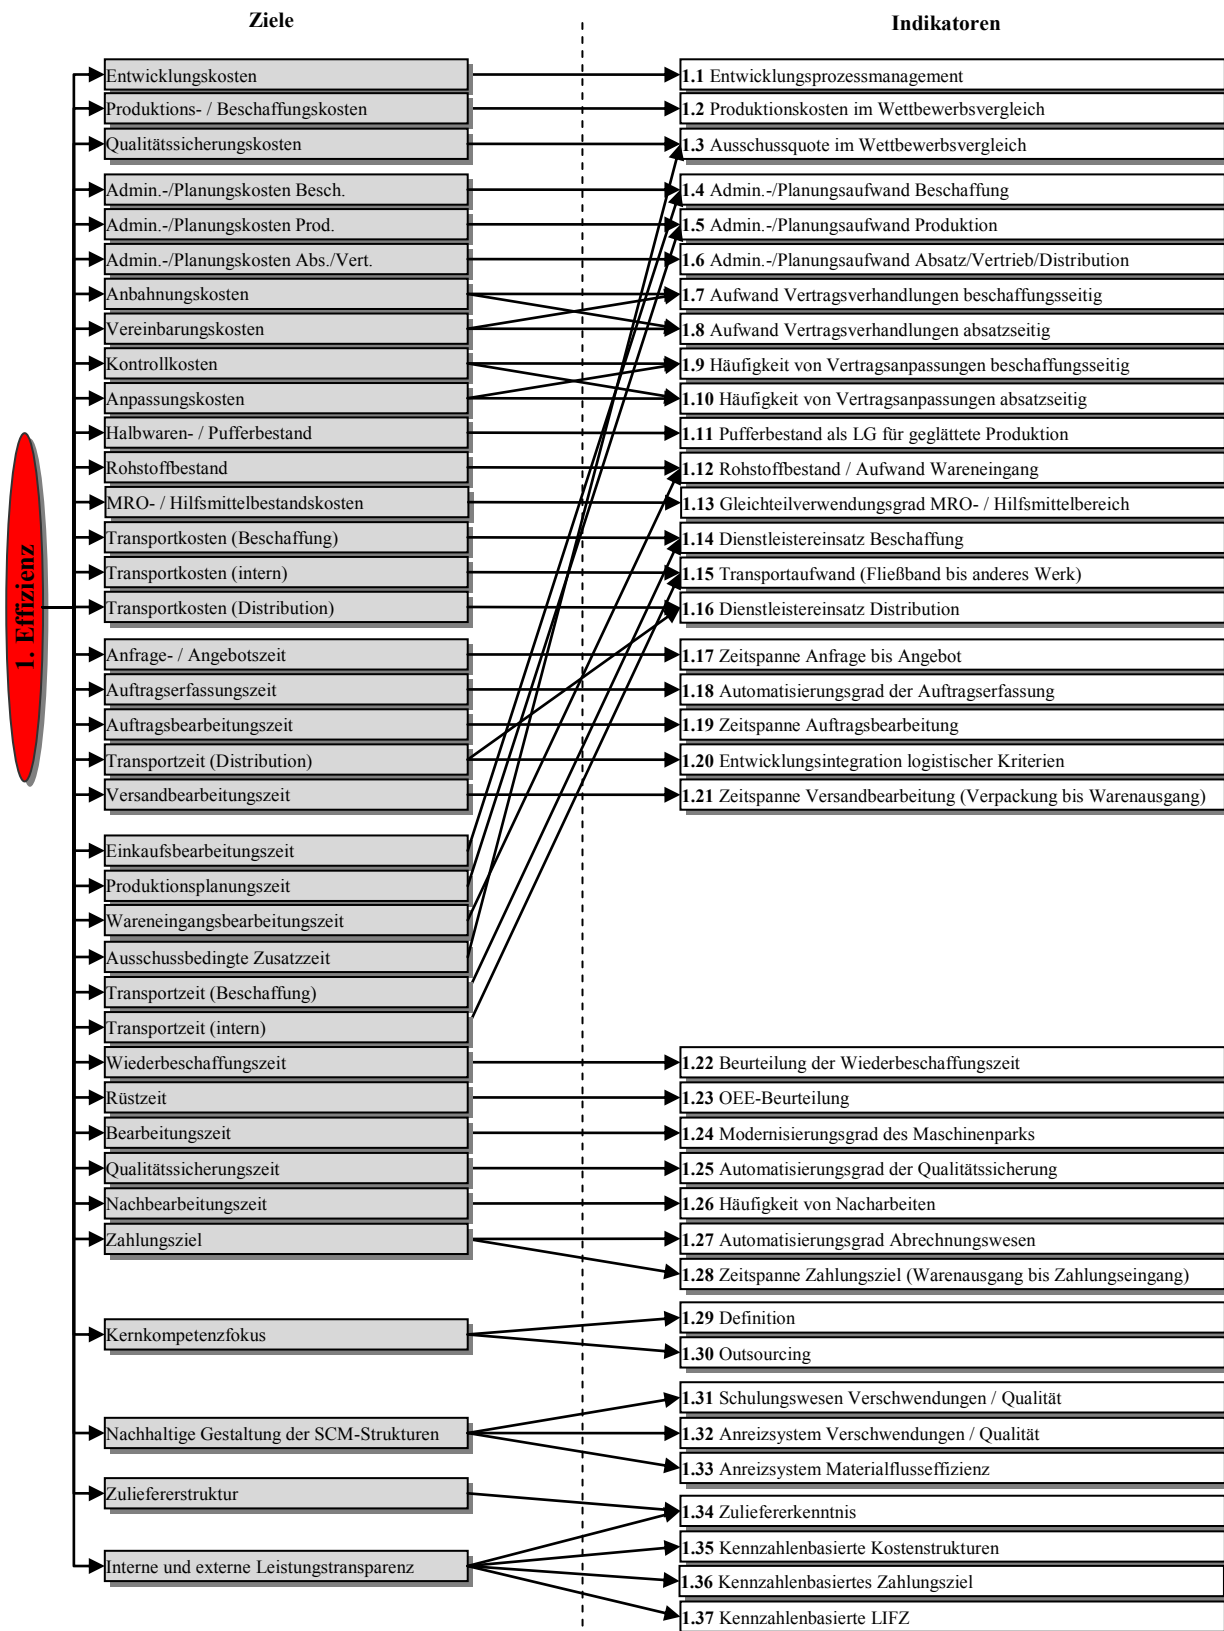 Ziele
Indikatoren
1. Effizienz
Entwicklungskosten
1.1 Entwicklungsprozessmanagement
Produktions- / Beschaffungskosten
1.2 Produktionskosten im Wettbewerbsvergleich
Qualitätssicherungskosten
1.3 Ausschussquote im Wettbewerbsvergleich
Admin.-/Planungskosten Besch.
1.4 Admin.-/Planungsaufwand Beschaffung
Admin.-/Planungskosten Prod.
1.5 Admin.-/Planungsaufwand Produktion
Admin.-/Planungskosten Abs./Vert.
1.6 Admin.-/Planungsaufwand Absatz/Vertrieb/Distribution
Anbahnungskosten
1.7 Aufwand Vertragsverhandlungen beschaffungsseitig
Vereinbarungskosten
1.8 Aufwand Vertragsverhandlungen absatzseitig
Kontrollkosten
1.9 Häufigkeit von Vertragsanpassungen beschaffungsseitig
Anpassungskosten
1.10 Häufigkeit von Vertragsanpassungen absatzseitig
Halbwaren- / Pufferbestand
1.11 Pufferbestand als LG für geglättete Produktion
Rohstoffbestand
1.12 Rohstoffbestand / Aufwand Wareneingang
MRO- / Hilfsmittelbestandskosten
1.13 Gleichteilverwendungsgrad MRO- / Hilfsmittelbereich
Transportkosten (Beschaffung)
1.14 Dienstleistereinsatz Beschaffung
Transportkosten (intern)
1.15 Transportaufwand (Fließband bis anderes Werk)
Transportkosten (Distribution)
1.16 Dienstleistereinsatz Distribution
Anfrage- / Angebotszeit
1.17 Zeitspanne Anfrage bis Angebot
Auftragserfassungszeit
1.18 Automatisierungsgrad der Auftragserfassung
Auftragsbearbeitungszeit
1.19 Zeitspanne Auftragsbearbeitung
Transportzeit (Distribution)
1.20 Entwicklungsintegration logistischer Kriterien
Versandbearbeitungszeit
1.21 Zeitspanne Versandbearbeitung (Verpackung bis Warenausgang)
Einkaufsbearbeitungszeit
Produktionsplanungszeit
Wareneingangsbearbeitungszeit
Ausschussbedingte Zusatzzeit
Transportzeit (Beschaffung)
Transportzeit (intern)
Wiederbeschaffungszeit
1.22 Beurteilung der Wiederbeschaffungszeit
Rüstzeit
1.23 OEE-Beurteilung
Bearbeitungszeit
1.24 Modernisierungsgrad des Maschinenparks
Qualitätssicherungszeit
1.25 Automatisierungsgrad der Qualitätssicherung
Nachbearbeitungszeit
1.26 Häufigkeit von Nacharbeiten
Zahlungsziel
1.27 Automatisierungsgrad Abrechnungswesen
1.28 Zeitspanne Zahlungsziel (Warenausgang bis Zahlungseingang)
Kernkompetenzfokus
1.29 Definition
1.30 Outsourcing
Nachhaltige Gestaltung der SCM-Strukturen
1.31 Schulungswesen Verschwendungen / Qualität
1.32 Anreizsystem Verschwendungen / Qualität
1.33 Anreizsystem Materialflusseffizienz
Zuliefererstruktur
1.34 Zuliefererkenntnis
Interne und externe Leistungstransparenz
1.35 Kennzahlenbasierte Kostenstrukturen
1.36 Kennzahlenbasiertes Zahlungsziel
1.37 Kennzahlenbasierte LIFZ